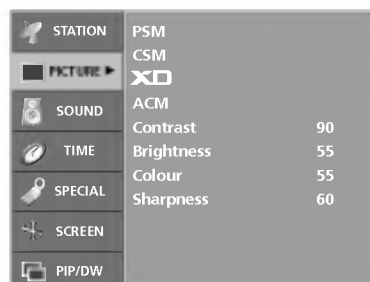 STATION
PICTURE ►
SOUND
TIME
SPECIAL
SCREEN
PIP/DW
PSM
CSM
XD
ACM
Contrast 90
Brightness 55
Colour 55
Sharpness 60